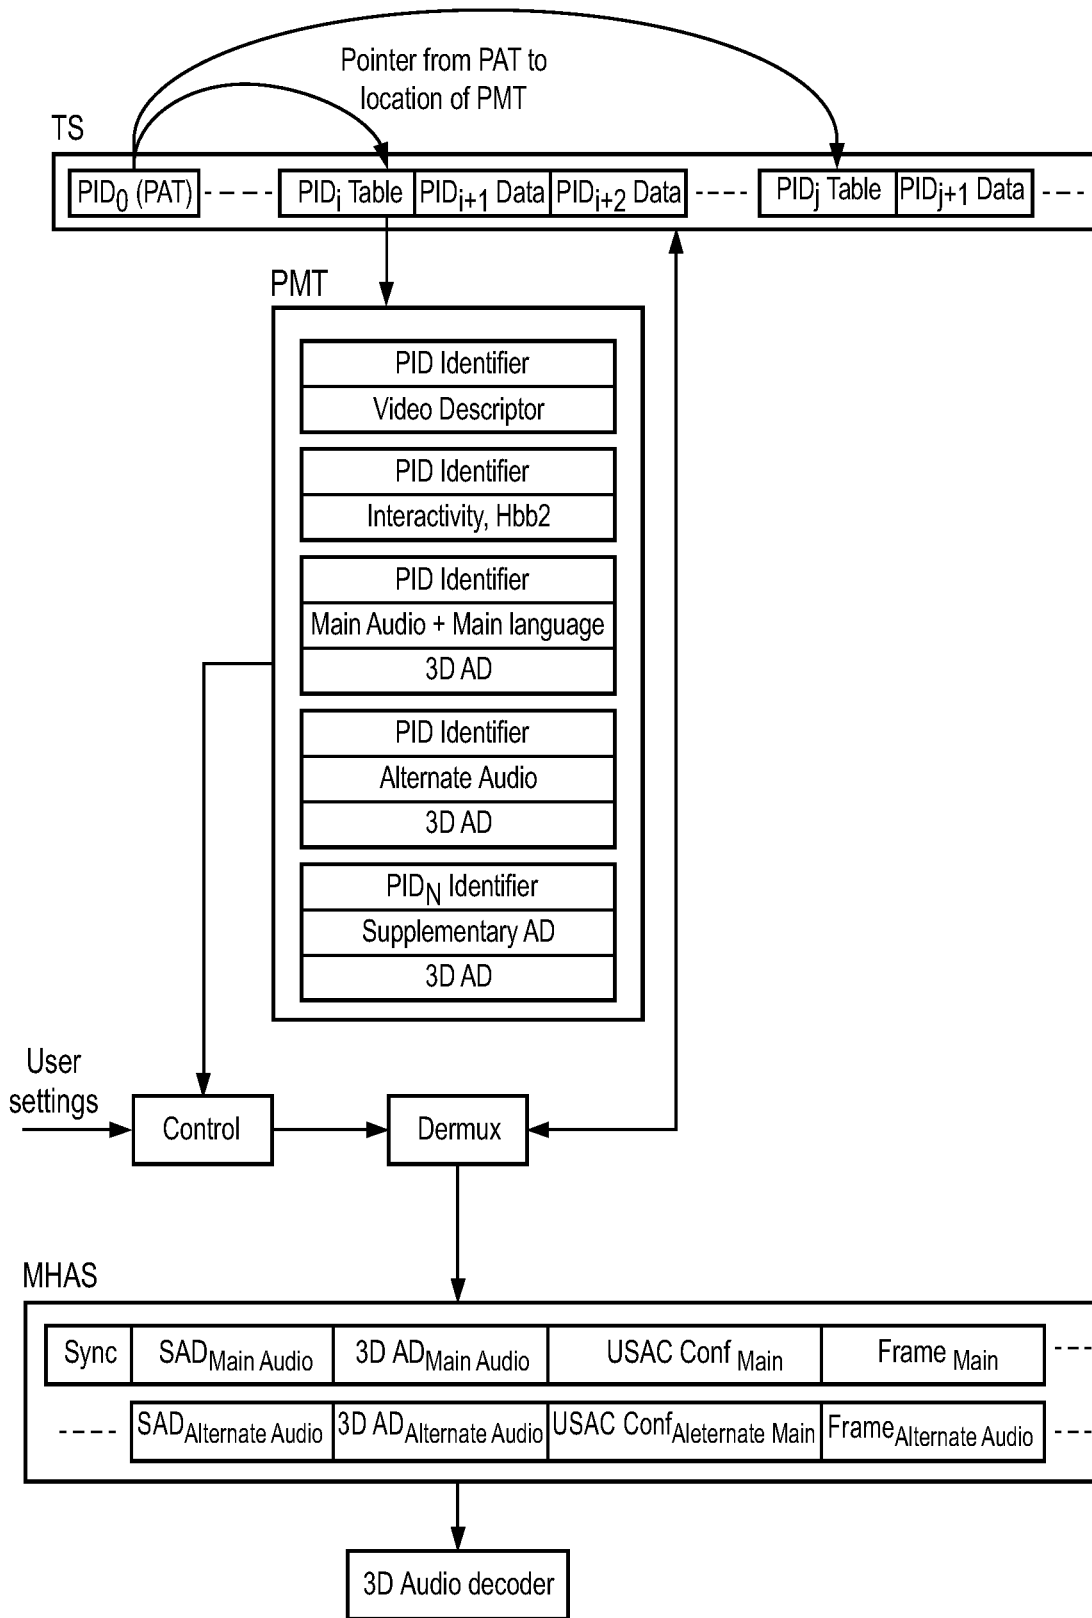 Pointer from PAT to
location of PMT
TS
PID0 (PAT)
PIDi Table
PIDi+1 Data
PIDi+2 Data
PIDj Table
PIDj+1 Data
PMT
PID Identifier
Video Descriptor
PID Identifier
Interactivity, Hbb2
PID Identifier
Main Audio + Main language
3D AD
PID Identifier
Alternate Audio
3D AD
PIDN Identifier
Supplementary AD
3D AD
User
settings
Control
Dermux
MHAS
Sync
SADMain Audio
3D ADMain Audio
USAC Conf Main
Frame Main
SADAlternate Audio
3D ADAlternate Audio
USAC ConfAleternate Main
FrameAlternate Audio
3D Audio decoder